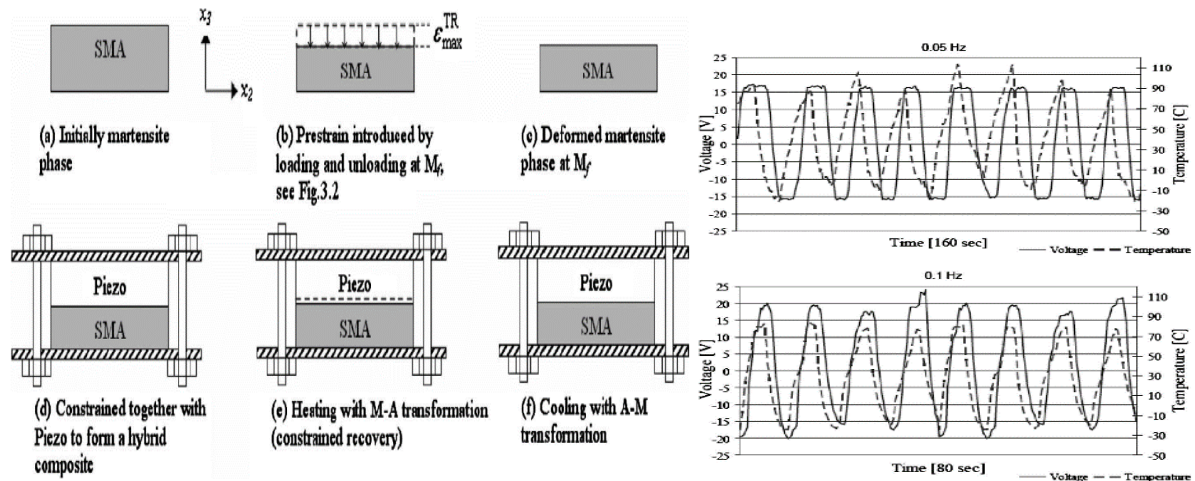 x3
SMA
x2
(a) Initially martensite
phase
ε TR max
SMA
(b) Prestrain introduced by
loading and unloading at Mf,
see Fig.3.2
SMA
(c) Deformed martensite
phase at Mf
Piezo
SMA
(d) Constrained together with
Piezo to form a hybrid
composite
Piezo
SMA
(e) Hesting with M-A transformation
(constrained recovery)
Piezo
SMA
(f) Cooling with A-M
transformation
0.05 Hz
Voltage [V]
25
20
15
10
5
0
-5
-10
-15
-20
-25
110
90
70
50
30
10
-10
-30
-50
Temperature [C]
Time [160 sec]
Voltage
Temperature
0.1 Hz
Voltage [V]
25
20
15
10
5
0
-5
-10
-15
-20
-25
110
90
70
50
30
10
-10
-30
-50
Temperature [C]
Time [80 sec]
Voltage
Temperature